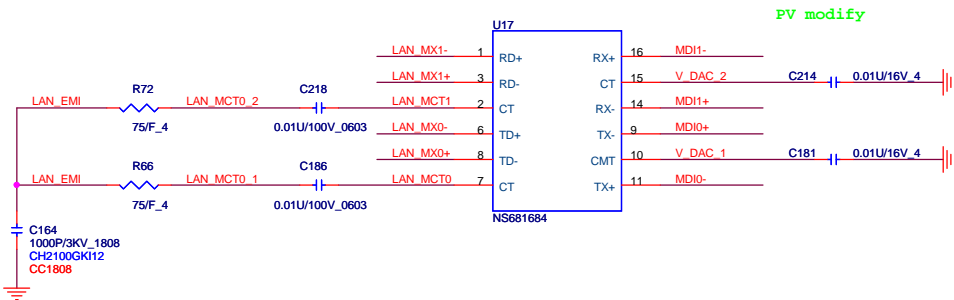 PV modify
U17
LAN_MX1- 1 RD+ RX+ 16 MDI1-
LAN_MX1+ 3 RD- CT 15 V_DAC_2 C214 0.01U/16V_4
LAN_EMI R72 75/F_4 LAN_MCT0_2 C218 0.01U/100V_0603 LAN_MCT1 2 CT RX- 14 MDI1+
LAN_MX0- 6 TD+ TX- 9 MDI0+
LAN_MX0+ 8 TD- CMT 10 V_DAC_1 C181 0.01U/16V_4
LAN_EMI R66 75/F_4 LAN_MCT0_1 C186 0.01U/100V_0603 LAN_MCT0 7 CT TX+ 11 MDI0-
NS681684
C164
1000P/3KV_1808
CH2100GKI12
CC1808